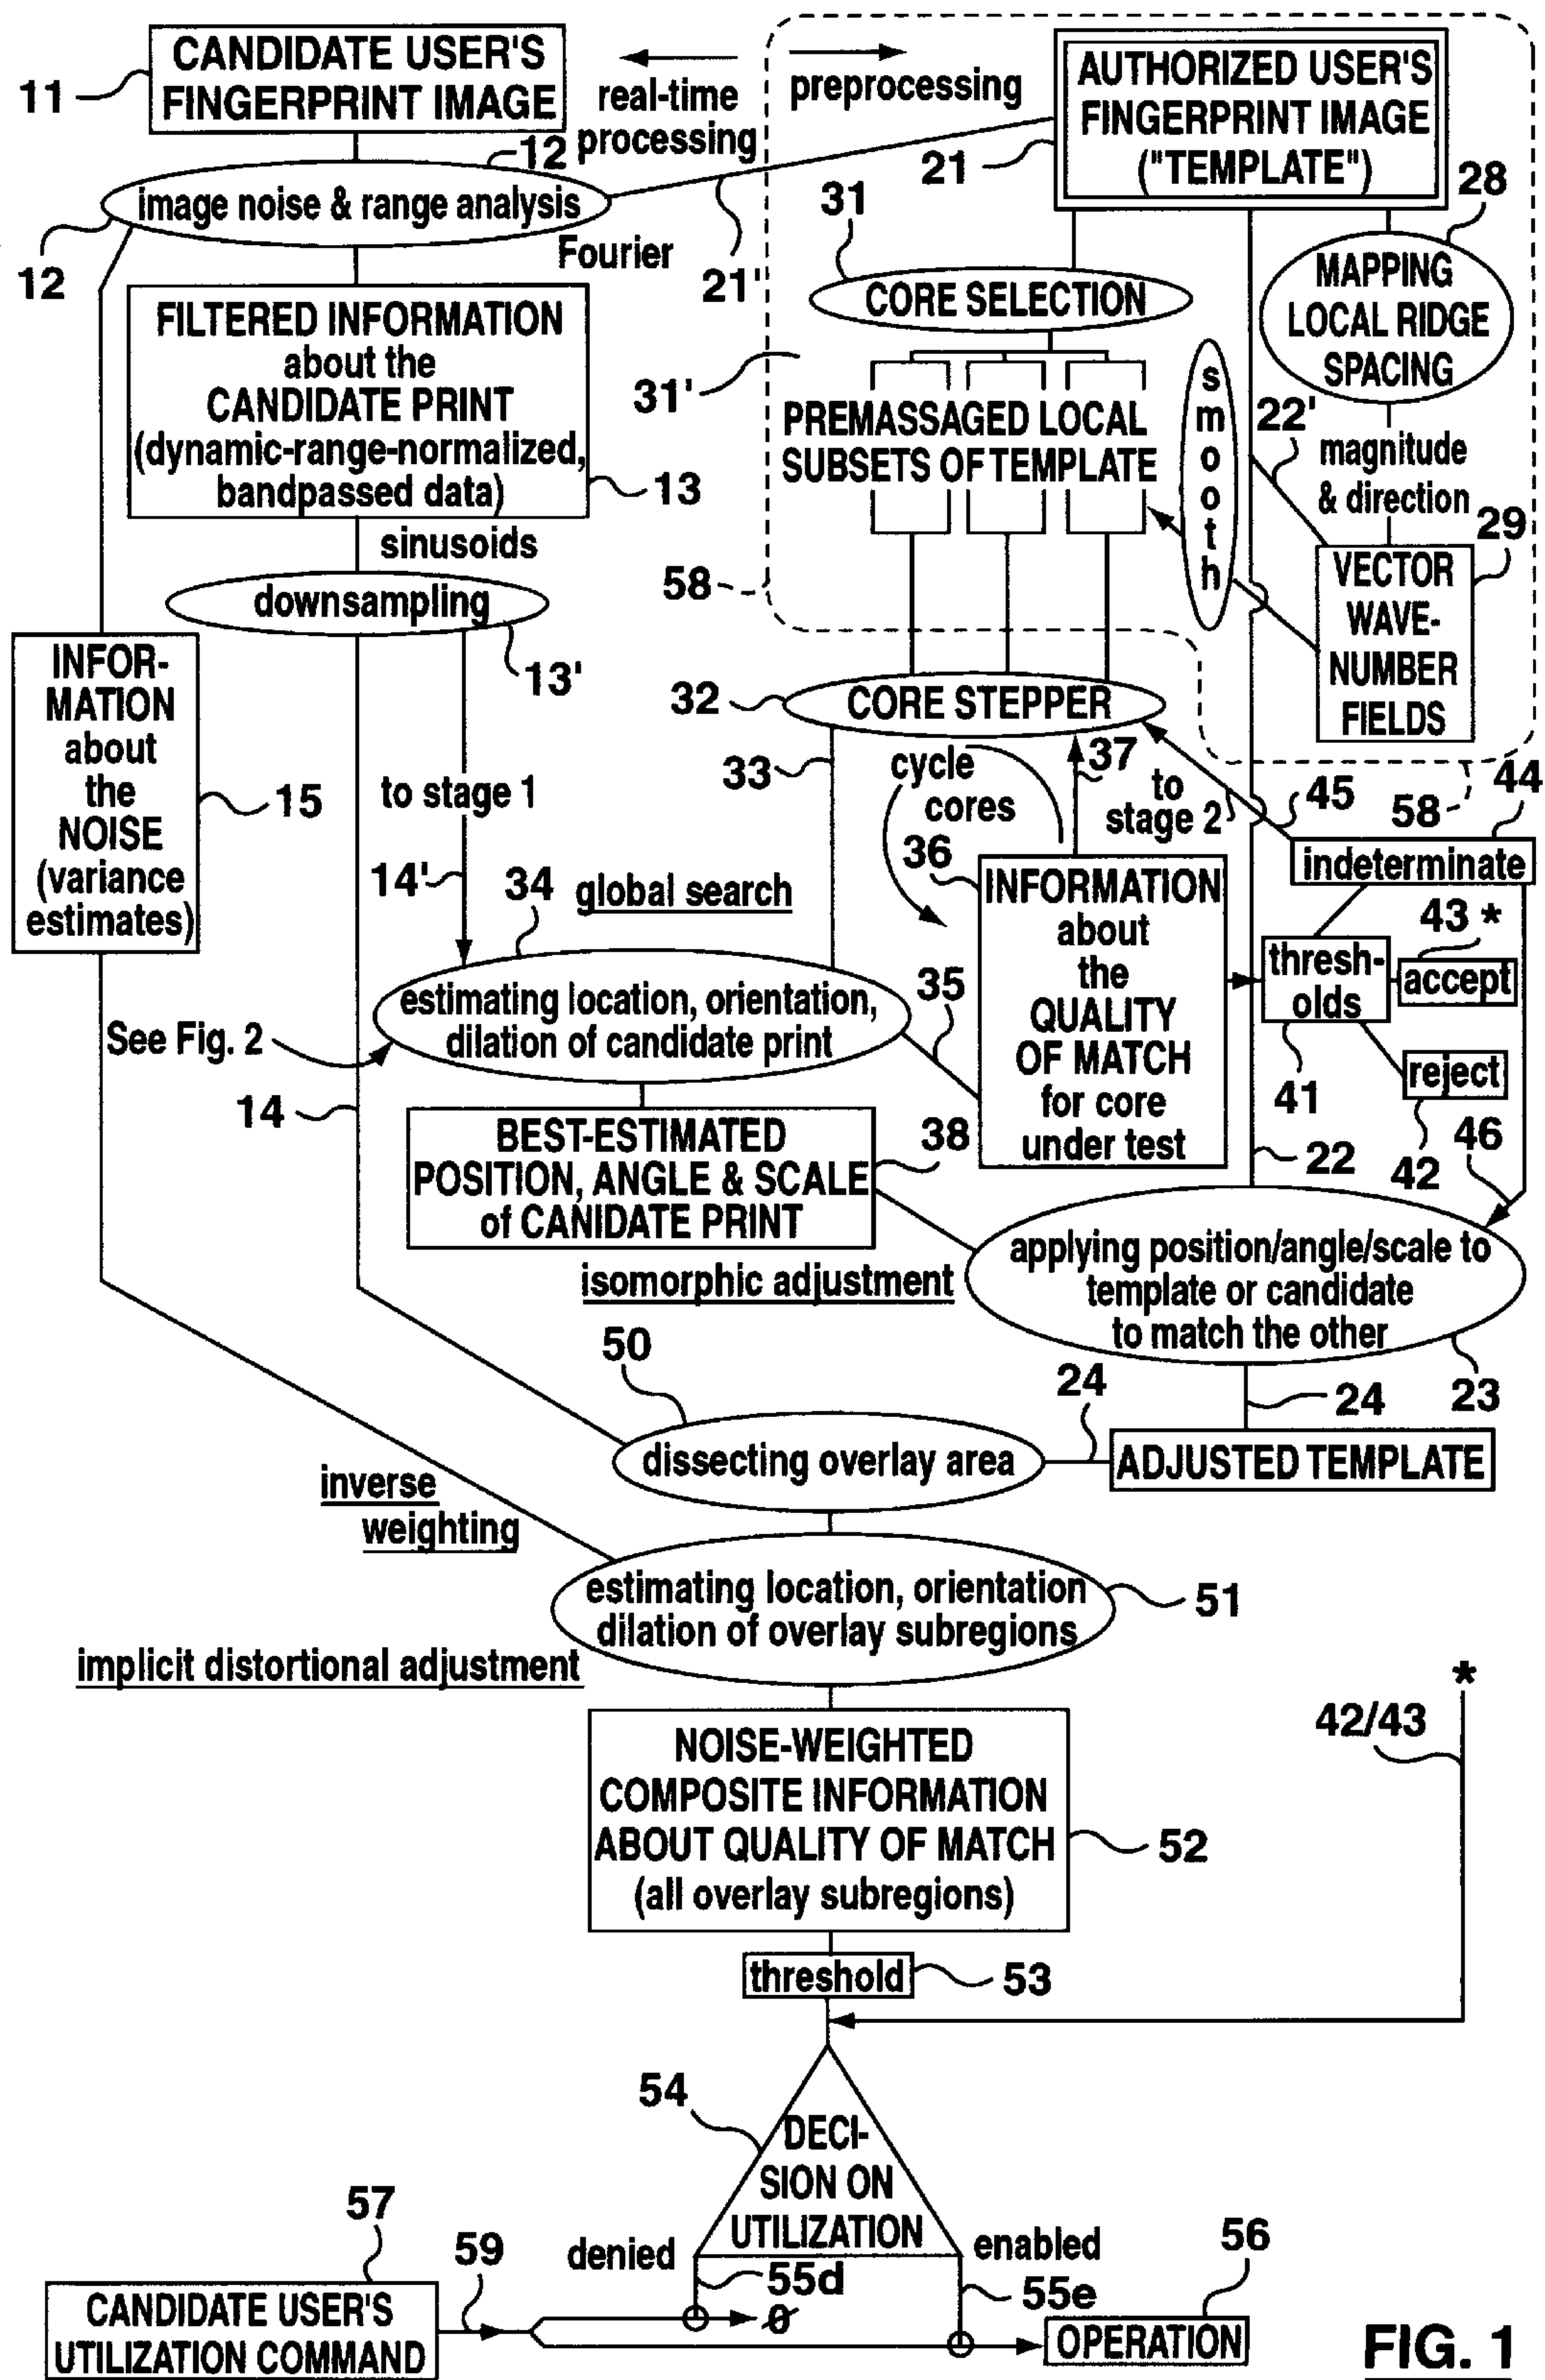 CANDIDATE USER'S
FINGERPRINT IMAGE
11
real-time
processing
preprocessing
AUTHORIZED USER'S
FINGERPRINT IMAGE
("TEMPLATE")
21
12
image noise & range analysis
12
Fourier
21'
31
28
CORE SELECTION
MAPPING
LOCAL RIDGE
SPACING
FILTERED INFORMATION
about the
CANDIDATE PRINT
(dynamic-range-normalized,
bandpassed data)
13
31'
PREMASSAGED LOCAL
SUBSETS OF TEMPLATE
smooth
22'
magnitude
& direction
29
sinusoids
58
VECTOR
WAVE-
NUMBER
FIELDS
downsampling
13'
INFOR-
MATION
about
the
NOISE
(variance
estimates)
15
32
CORE STEPPER
33
cycle
cores
37
to
stage 2
45
58
44
to stage 1
14'
34
global search
36
INFORMATION
about
the
QUALITY
OF MATCH
for core
under test
indeterminate
43 *
thresh-
olds
accept
41
reject
42
46
estimating location, orientation,
dilation of candidate print
35
See Fig. 2
14
BEST-ESTIMATED
POSITION, ANGLE & SCALE
of CANIDATE PRINT
38
22
isomorphic adjustment
applying position/angle/scale to
template or candidate
to match the other
23
50
24
24
dissecting overlay area
ADJUSTED TEMPLATE
inverse
weighting
estimating location, orientation
dilation of overlay subregions
51
implicit distortional adjustment
*
42/43
NOISE-WEIGHTED
COMPOSITE INFORMATION
ABOUT QUALITY OF MATCH
(all overlay subregions)
52
threshold
53
54
DECI-
SION ON
UTILIZATION
57
59
denied
55d
enabled
55e
56
0
CANDIDATE USER'S
UTILIZATION COMMAND
OPERATION
FIG. 1